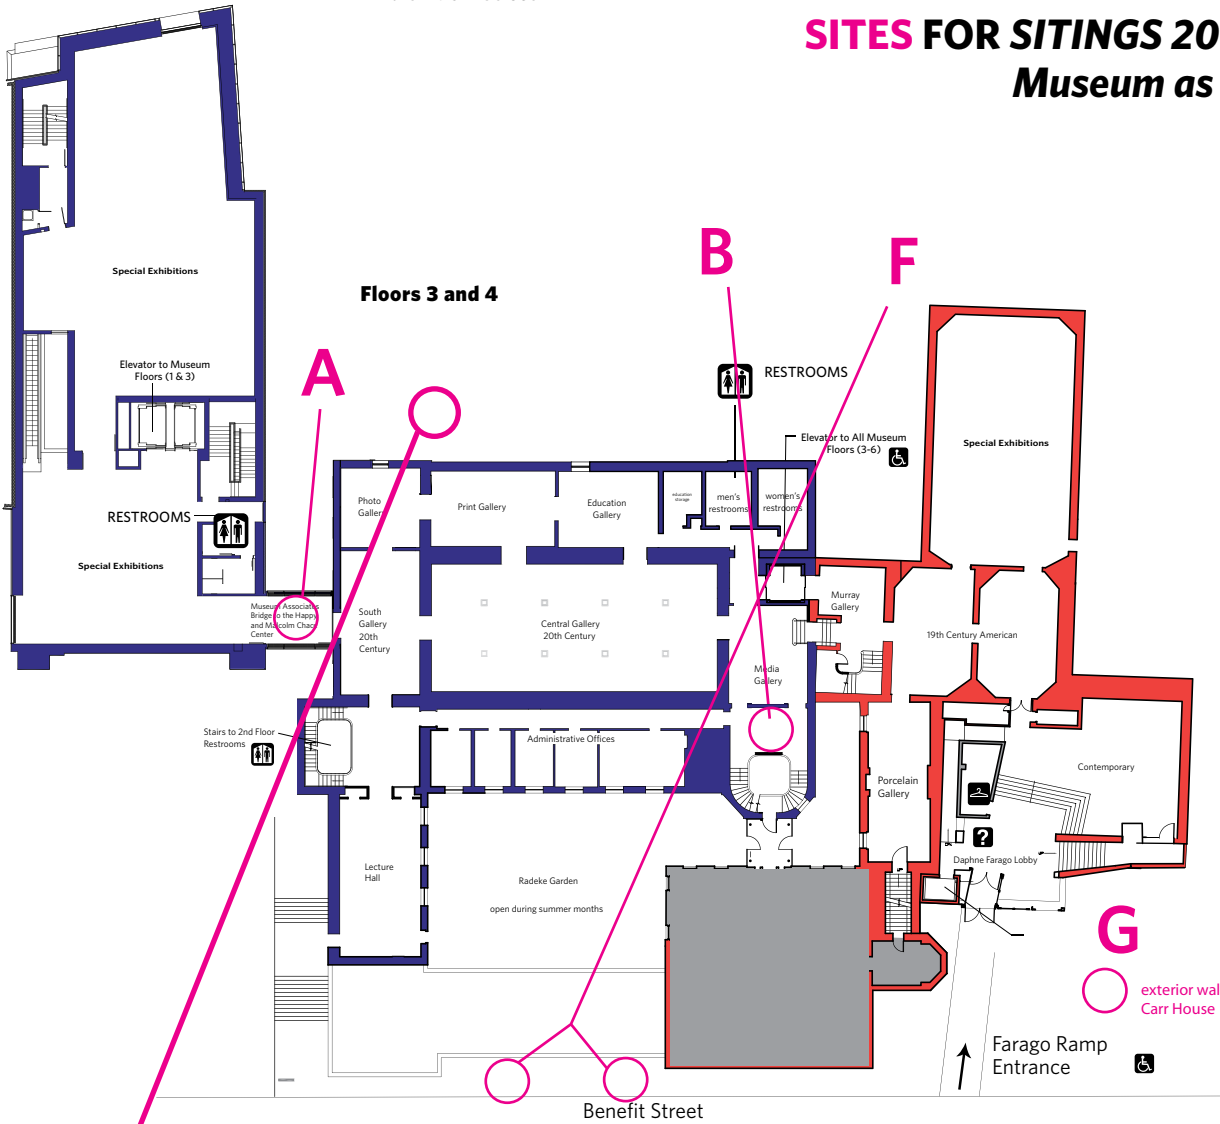 SITES FOR SITINGS 20
Museum as
B
F
Special Exhibitions
Floors 3 and 4
A
Elevator to Museum
Floors (1 & 3)
RESTROOMS
Elevator to All Museum
Floors (3-6)
Special Exhibitions
Photo
Gallery
Print Gallery
Education
Gallery
education
storage
men's
restrooms
women's
restrooms
RESTROOMS
Special Exhibitions
Museum Associates
Bridge to the Happy
and Malcolm Chace
Center
South
Gallery
20th
Century
Central Gallery
20th Century
Murray
Gallery
19th Century American
Media
Gallery
Stairs to 2nd Floor
Restrooms
Administrative Offices
Porcelain
Gallery
Contemporary
?
Daphne Farago Lobby
Lecture
Hall
Radeke Garden
open during summer months
G
exterior wal
Carr House
Farago Ramp
Entrance
Benefit Street